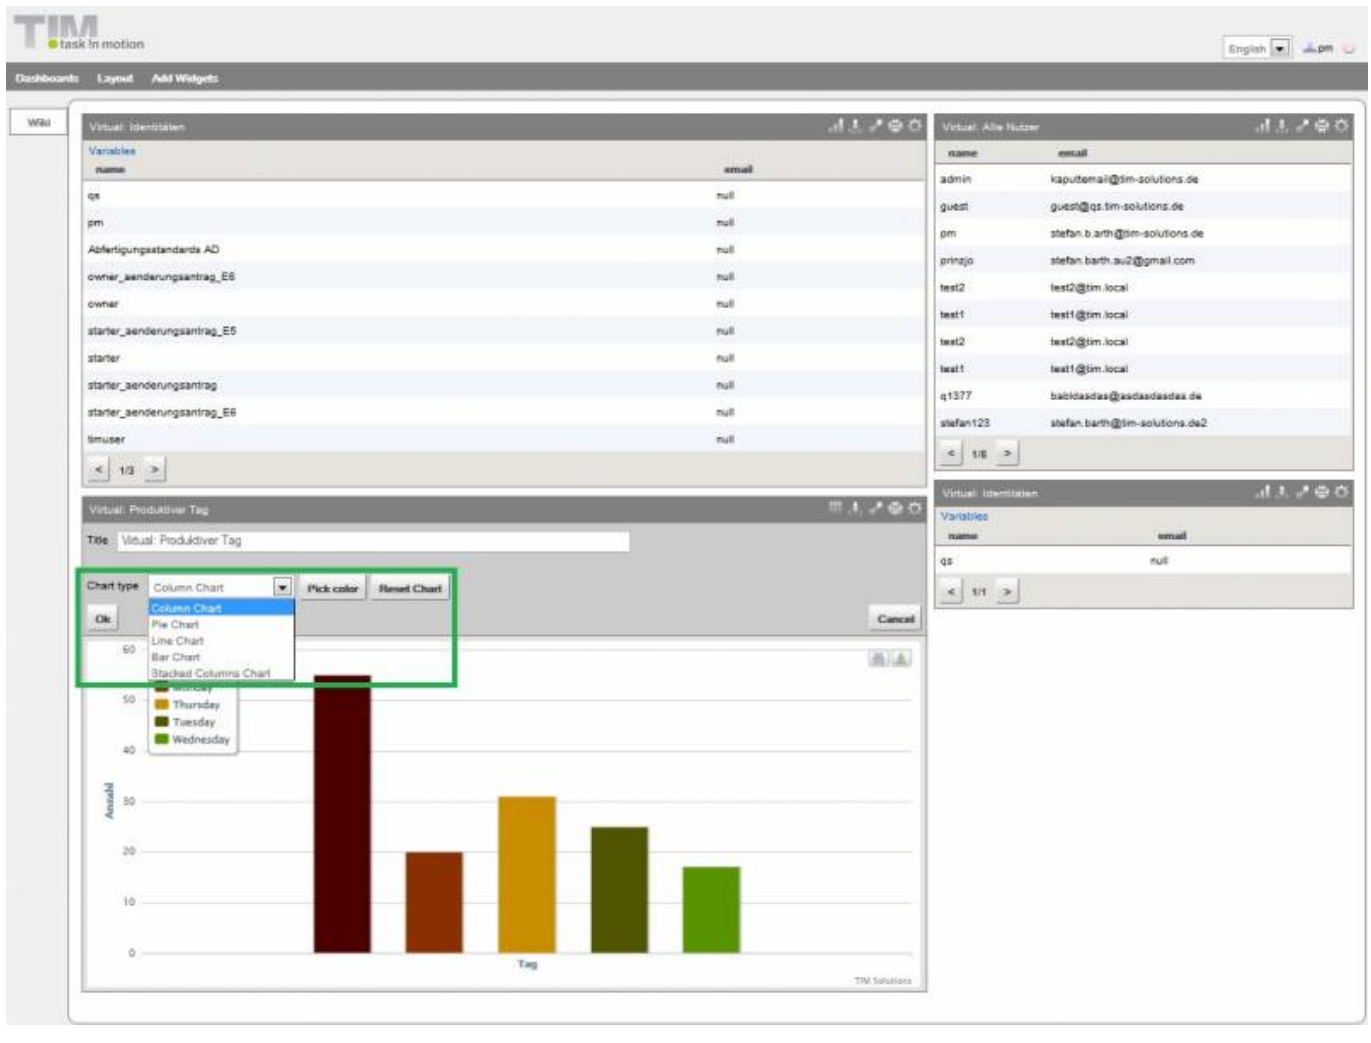 TIM
task in motion
English
pm
Dashboards Layout Add Widgets
Wiki
Virtual: Identitäten
Variables
name email
qs null
pm null
Abfertigungsstandards AD null
owner_aenderungsantrag_E6 null
owner null
starter_aenderungsantrag_E5 null
starter null
starter_aenderungsantrag null
starter_aenderungsantrag_E6 null
timuser null
< 1/3 >
Virtual: Alle Nutzer
name email
admin kaputtemail@tim-solutions.de
guest guest@qs.tim-solutions.de
pm stefan.b.arth@tim-solutions.de
prinzjo stefan.barth.au2@gmail.com
test2 test2@tim.local
test1 test1@tim.local
test2 test2@tim.local
test1 test1@tim.local
q1377 babldasdas@asdasdasdas.de
stefan123 stefan.barth@tim-solutions.de2
< 1/6 >
Virtual: Identitäten
Variables
name email
qs null
< 1/1 >
Virtual: Produktiver Tag
Title Virtual: Produktiver Tag
Chart type Column Chart Pick color Reset Chart
Ok Cancel
Column Chart
Pie Chart
Line Chart
Bar Chart
Stacked Columns Chart
Monday
Thursday
Tuesday
Wednesday
60
50
40
30
20
10
0
Anzahl
Tag
TIM Solutions